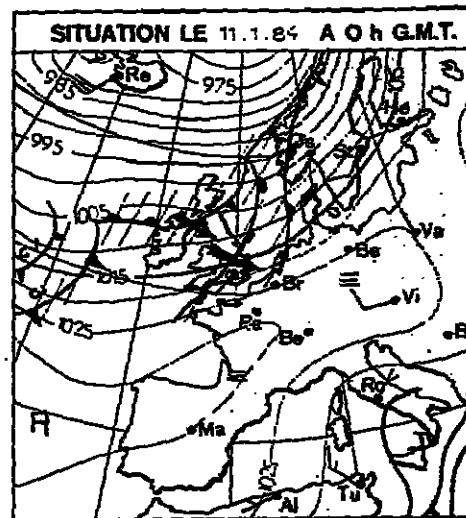 SITUATION LE 11.1.84 A 0 h G.M.T.
985
Re
975
995
1005
1015
1025
Br
Be
Va
Vi
Pa
Be
Ma
Ro
H
1025
Al
Tu